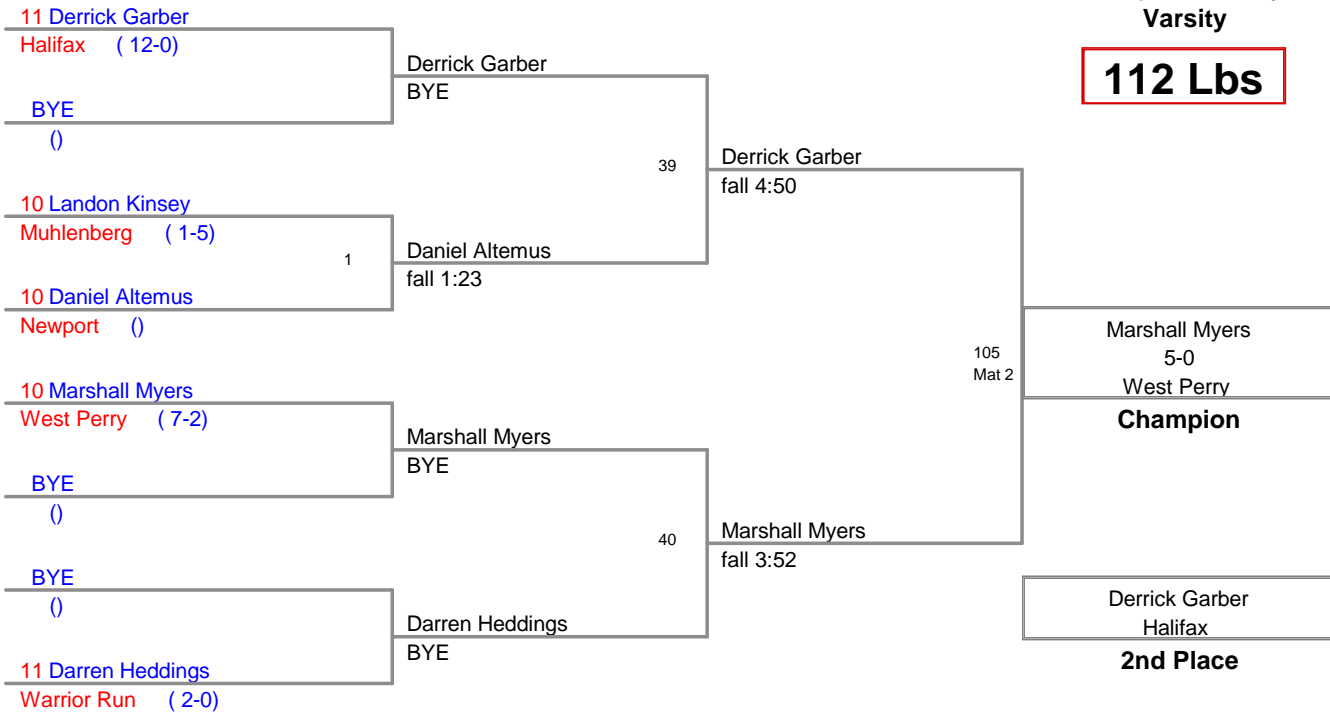 Varsity
112 Lbs
11 Derrick Garber
Halifax ( 12-0)
BYE
()
10 Landon Kinsey
Muhlenberg ( 1-5)
1
10 Daniel Altemus
Newport ()
10 Marshall Myers
West Perry ( 7-2)
BYE
()
BYE
()
11 Darren Heddings
Warrior Run ( 2-0)
Derrick Garber
BYE
39
Daniel Altemus
fall 1:23
Marshall Myers
BYE
40
Darren Heddings
BYE
Derrick Garber
fall 4:50
105
Mat 2
Marshall Myers
fall 3:52
Marshall Myers
5-0
West Perry
Champion
Derrick Garber
Halifax
2nd Place